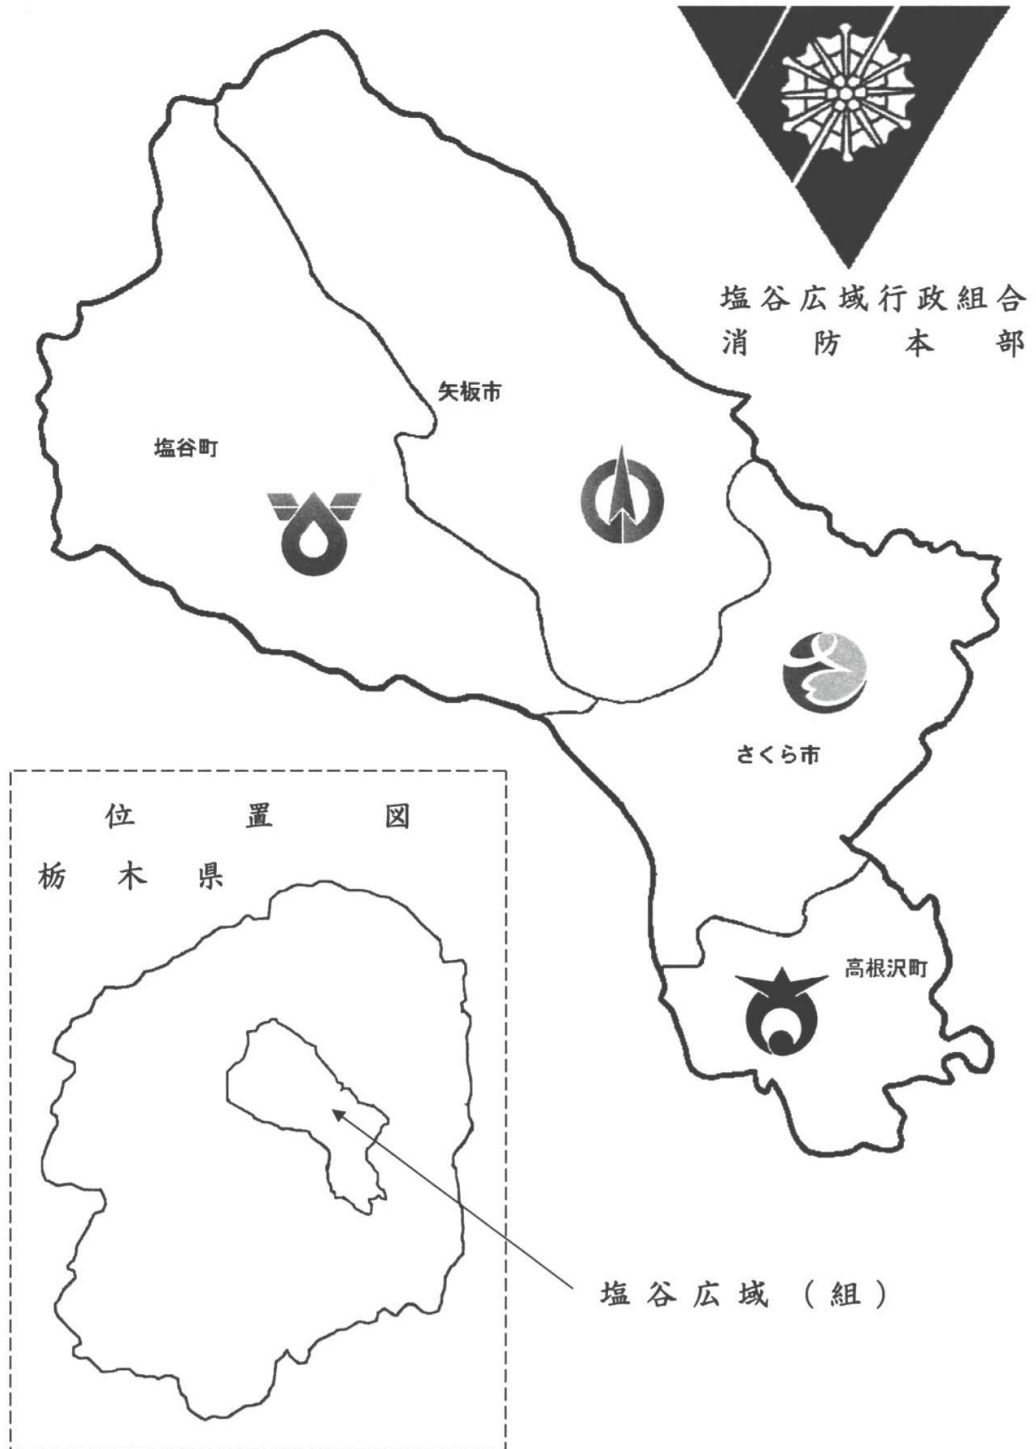 塩谷広域行政組合
消防本部
矢板市
塩谷町
さくら市
位置図
栃木県
高根沢町
塩谷広域（組）